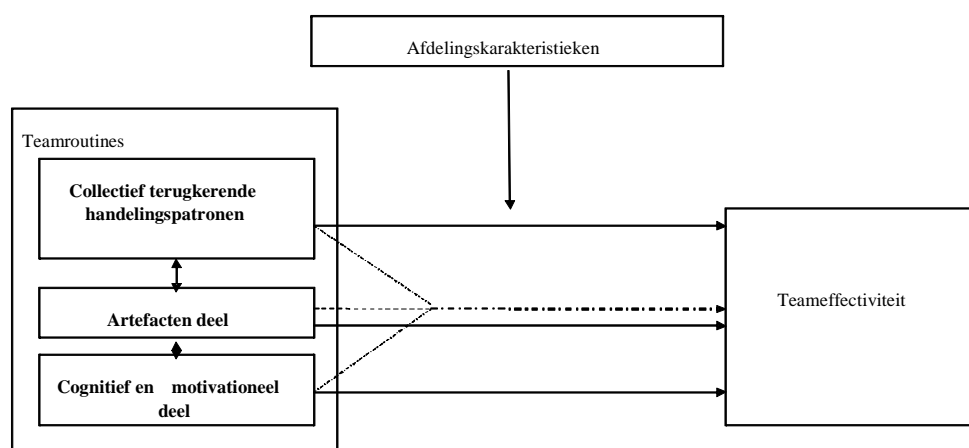 Afdelingskarakteristieken
Teamroutines
Collectief terugkerende
handelingspatronen
Artefacten deel
Cognitief en motivationeel
deel
Teameffectiviteit